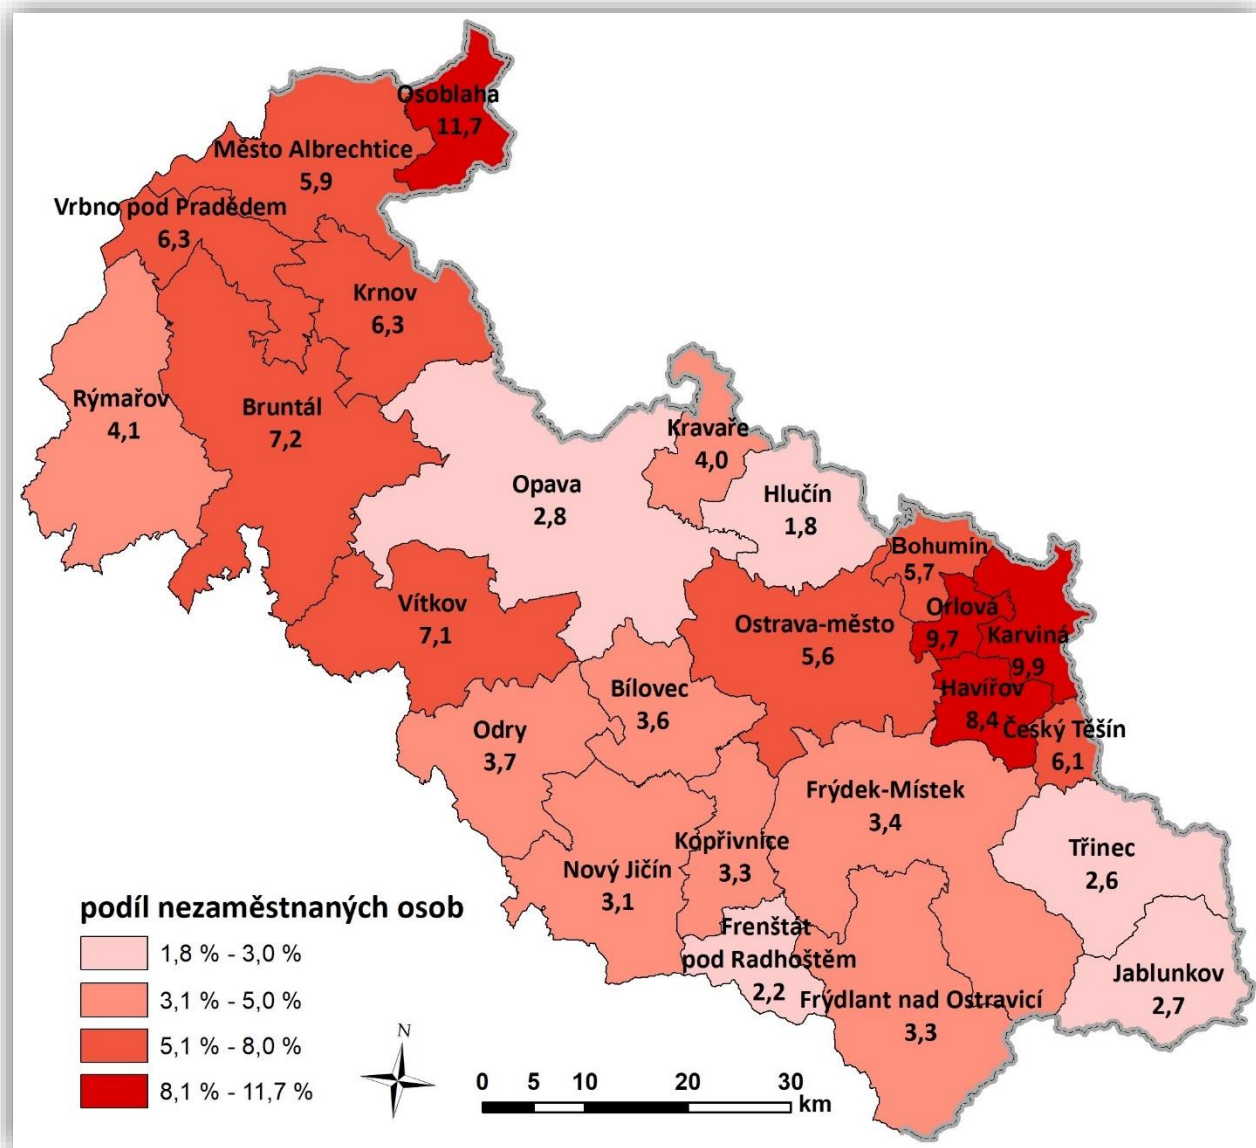 Osoblaha
11,7
Město Albrechtice
5,9
Vrbno pod Pradědem
6,3
Krnov
6,3
Rýmařov
4,1
Bruntál
7,2
Kravaře
4,0
Opava
2,8
Hlučín
1,8
Bohumín
5,7
Vítkov
7,1
Orlová
9,7
Ostrava-město
5,6
Karviná
9,9
Bílovec
3,6
Havířov
8,4
Odry
3,7
Český Těšín
6,1
Frýdek-Místek
3,4
Kopřivnice
3,3
Třinec
2,6
Nový Jičín
3,1
Frenštát
pod Radhoštěm
2,2
Jablunkov
2,7
Frýdlant nad Ostravicí
3,3
podíl nezaměstnaných osob
1,8 % - 3,0 %
3,1 % - 5,0 %
5,1 % - 8,0 %
8,1 % - 11,7 %
N
0 5 10 20 30
km